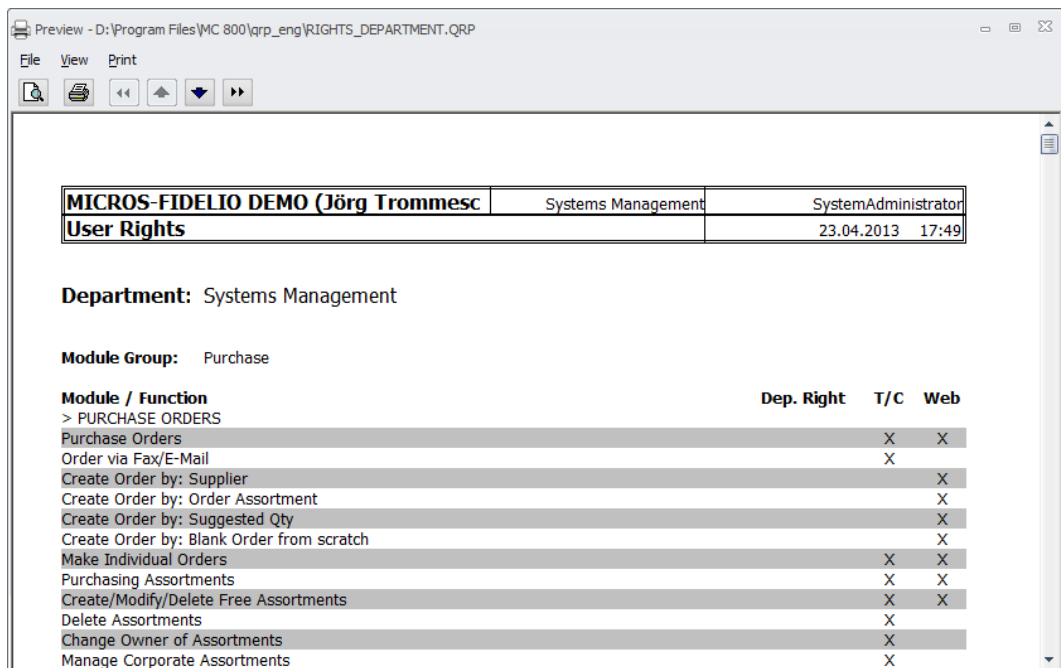 Preview - D:\Program Files\MC 800\qrp_eng\RIGHTS_DEPARTMENT.QRP
File View Print
MICROS-FIDELIO DEMO (Jörg Trommesc Systems Management SystemAdministrator
User Rights 23.04.2013 17:49
Department: Systems Management
Module Group: Purchase
Module / Function Dep. Right T/C Web
> PURCHASE ORDERS
Purchase Orders X X
Order via Fax/E-Mail X
Create Order by: Supplier X
Create Order by: Order Assortment X
Create Order by: Suggested Qty X
Create Order by: Blank Order from scratch X
Make Individual Orders X X
Purchasing Assortments X X
Create/Modify/Delete Free Assortments X X
Delete Assortments X
Change Owner of Assortments X
Manage Corporate Assortments X